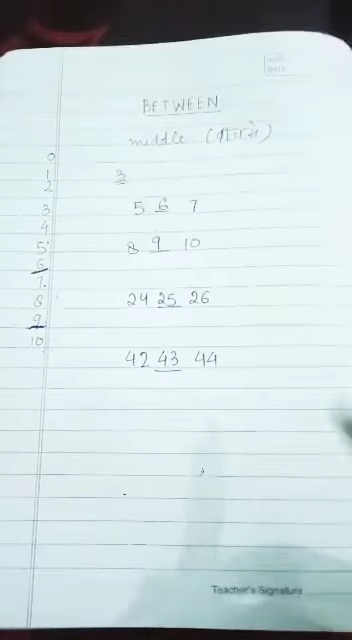 DATE
BETWEEN
middle (बीच में)
0
1
2
3
4
5
6
7
8
9
10
3
5 6 7
8 9 10
24 25 26
42 43 44
Teacher's Signature